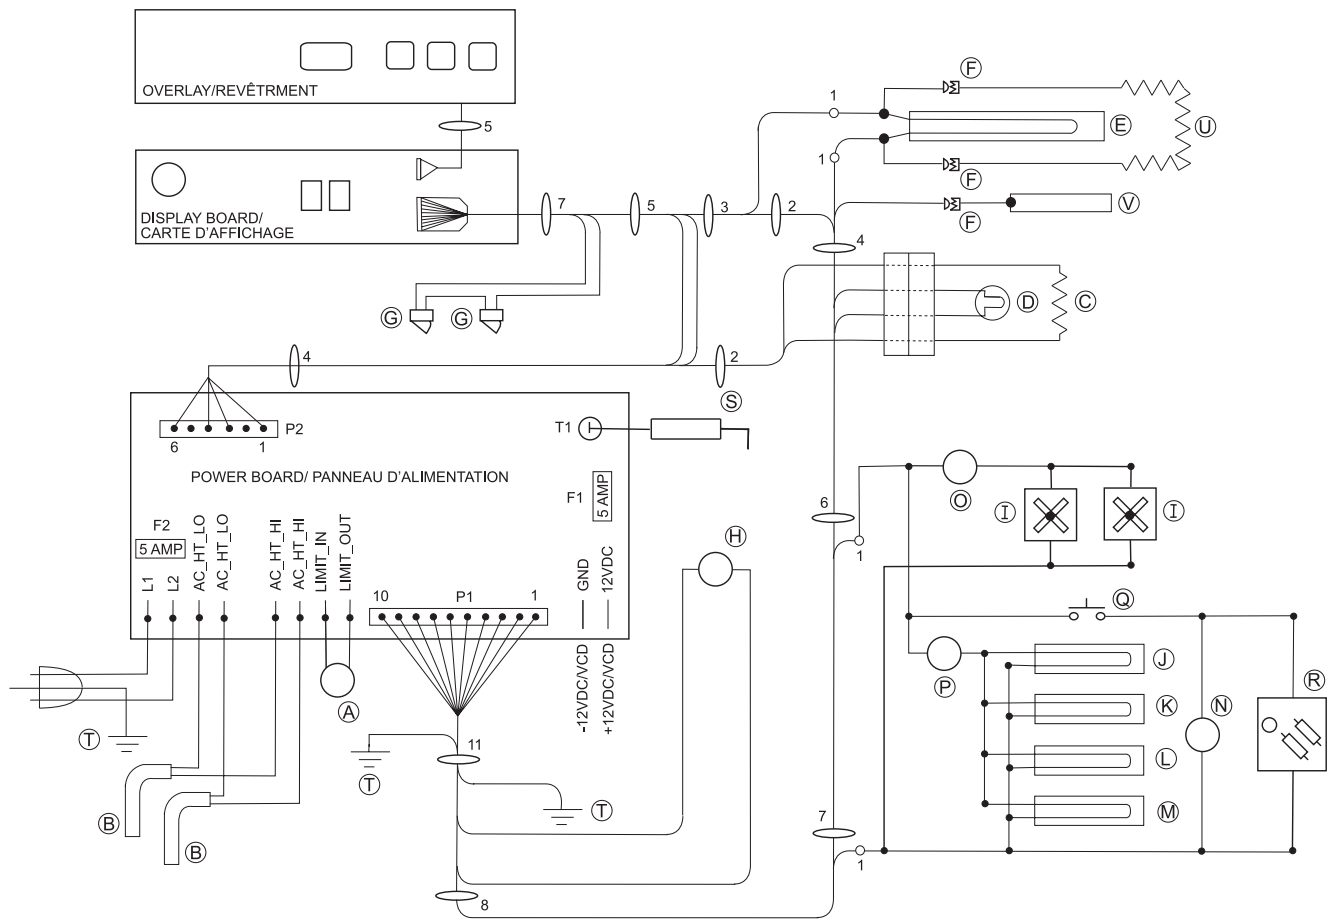 OVERLAY/REVÊTRMENT
5
DISPLAY BOARD/
CARTE D'AFFICHAGE
7
5
3
2
1
1
F
E
U
F
F
V
4
D
C
G
G
4
2
S
P2
6
1
T1
POWER BOARD/ PANNEAU D'ALIMENTATION
F1
5 AMP
F2
5 AMP
L1
L2
AC_HT_LO
AC_HT_LO
AC_HT_HI
AC_HT_HI
LIMIT_IN
LIMIT_OUT
10
P1
1
GND
12VDC
-12VDC/VCD
+12VDC/VCD
H
6
1
O
I
I
Q
P
J
K
L
M
N
R
A
T
B
B
11
T
T
7
1
8